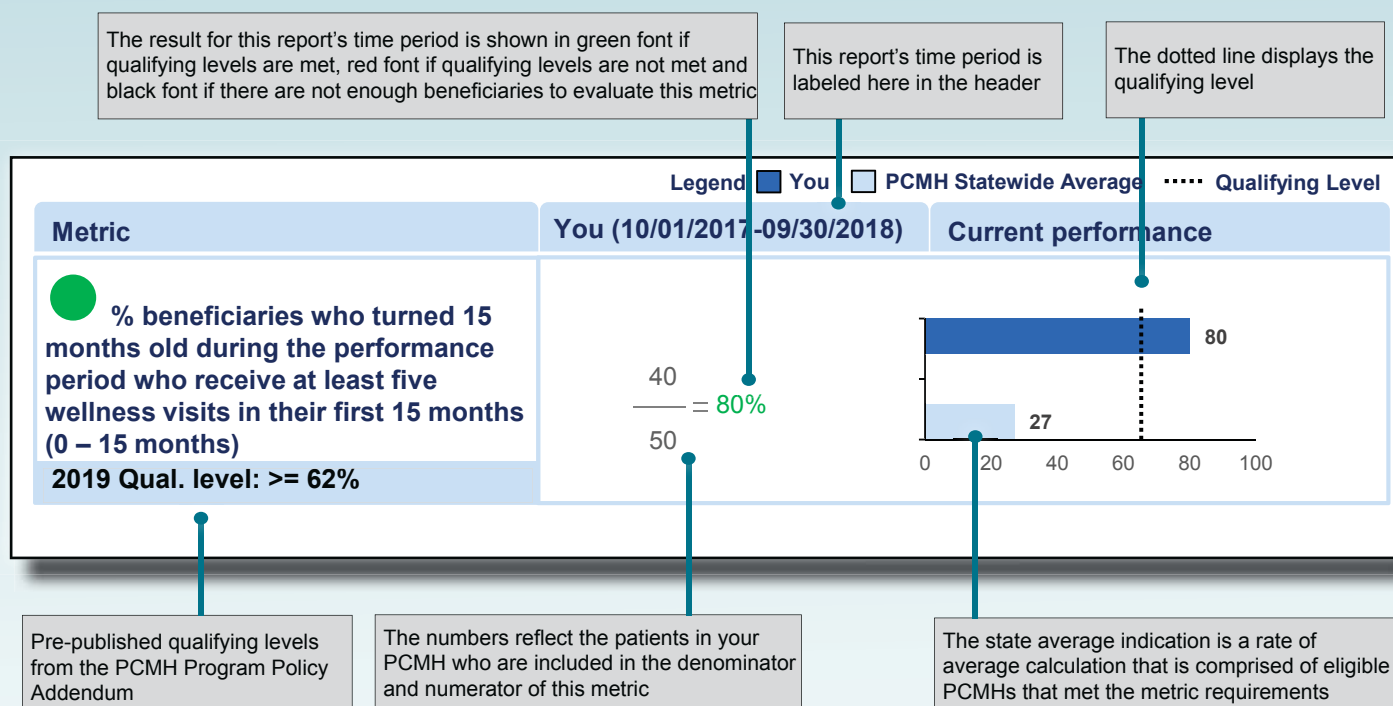 The result for this report’s time period is shown in green font if
qualifying levels are met, red font if qualifying levels are not met and
black font if there are not enough beneficiaries to evaluate this metric
This report’s time period is
labeled here in the header
The dotted line displays the
qualifying level
Legend You PCMH Statewide Average Qualifying Level
Metric
You (10/01/2017-09/30/2018)
Current performance
% beneficiaries who turned 15
months old during the performance
period who receive at least five
wellness visits in their first 15 months
(0 – 15 months)
2019 Qual. level: >= 62%
40
= 80%
50
80
27
0 20 40 60 80 100
Pre-published qualifying levels
from the PCMH Program Policy
Addendum
The numbers reflect the patients in your
PCMH who are included in the denominator
and numerator of this metric
The state average indication is a rate of
average calculation that is comprised of eligible
PCMHs that met the metric requirements